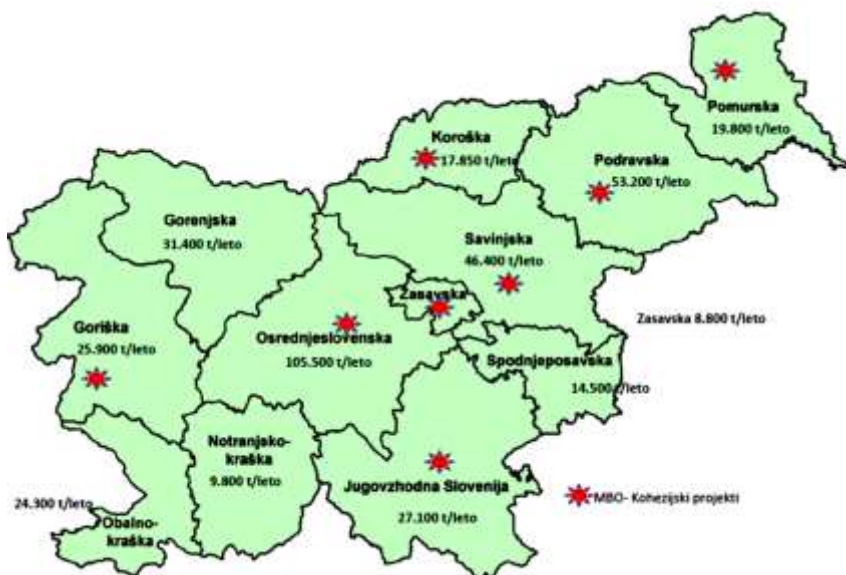 Pomurska
19.800 t/leto
Koroška
17.850 t/leto
Podravska
53.200 t/leto
Gorenjska
31.400 t/leto
Savinjska
46.400 t/leto
Zasavska
Zasavska 8.800 t/leto
Goriška
25.900 t/leto
Osrednjeslovenska
105.500 t/leto
Spodnjeposavska
14.500 t/leto
Notranjsko-
kraška
9.800 t/leto
Jugovzhodna Slovenija
27.100 t/leto
24.300 t/leto
Obalno-
kraška
MBO- Kohezijski projekti